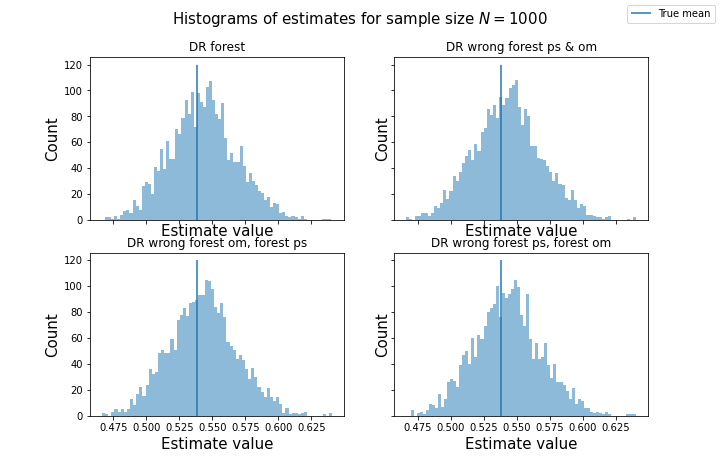 Histograms of estimates for sample size N = 1000
True mean
DR forest
DR wrong forest ps & om
120
100
80
60
40
20
0
Count
Count
Estimate value
Estimate value
DR wrong forest om, forest ps
DR wrong forest ps, forest om
120
100
80
60
40
20
0
Count
Count
0.475 0.500 0.525 0.550 0.575 0.600 0.625
0.475 0.500 0.525 0.550 0.575 0.600 0.625
Estimate value
Estimate value